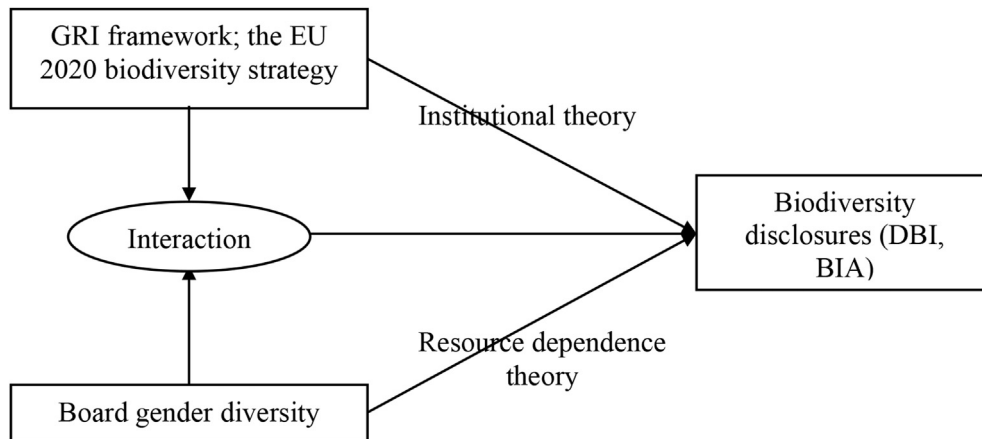 GRI framework; the EU
2020 biodiversity strategy
Institutional theory
Interaction
Biodiversity
disclosures (DBI,
BIA)
Resource dependence
theory
Board gender diversity